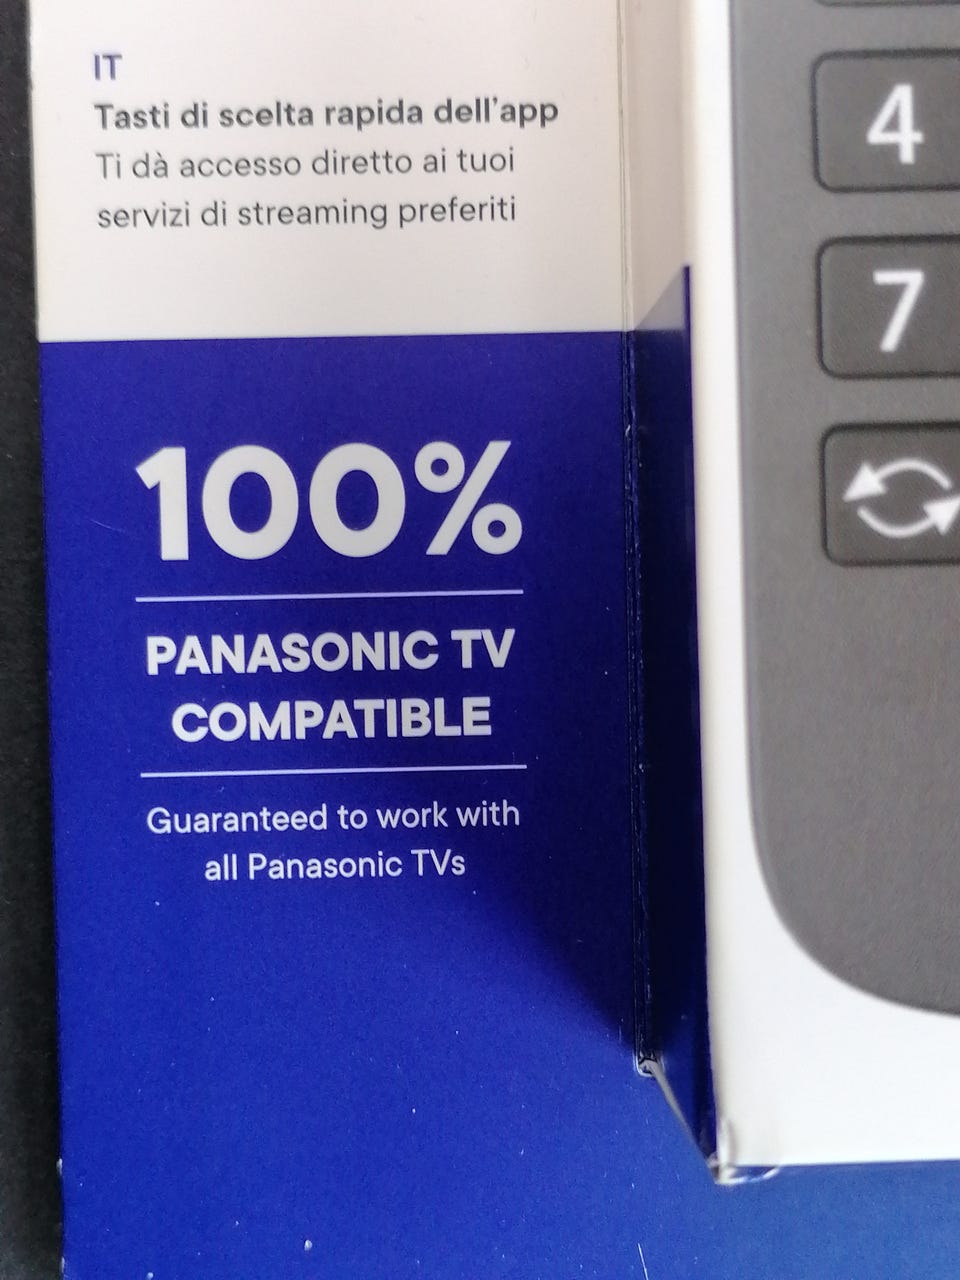 IT
Tasti di scelta rapida dell'app
Ti dà accesso diretto ai tuoi
servizi di streaming preferiti
100%
PANASONIC TV
COMPATIBLE
Guaranteed to work with
all Panasonic TVs
4
7